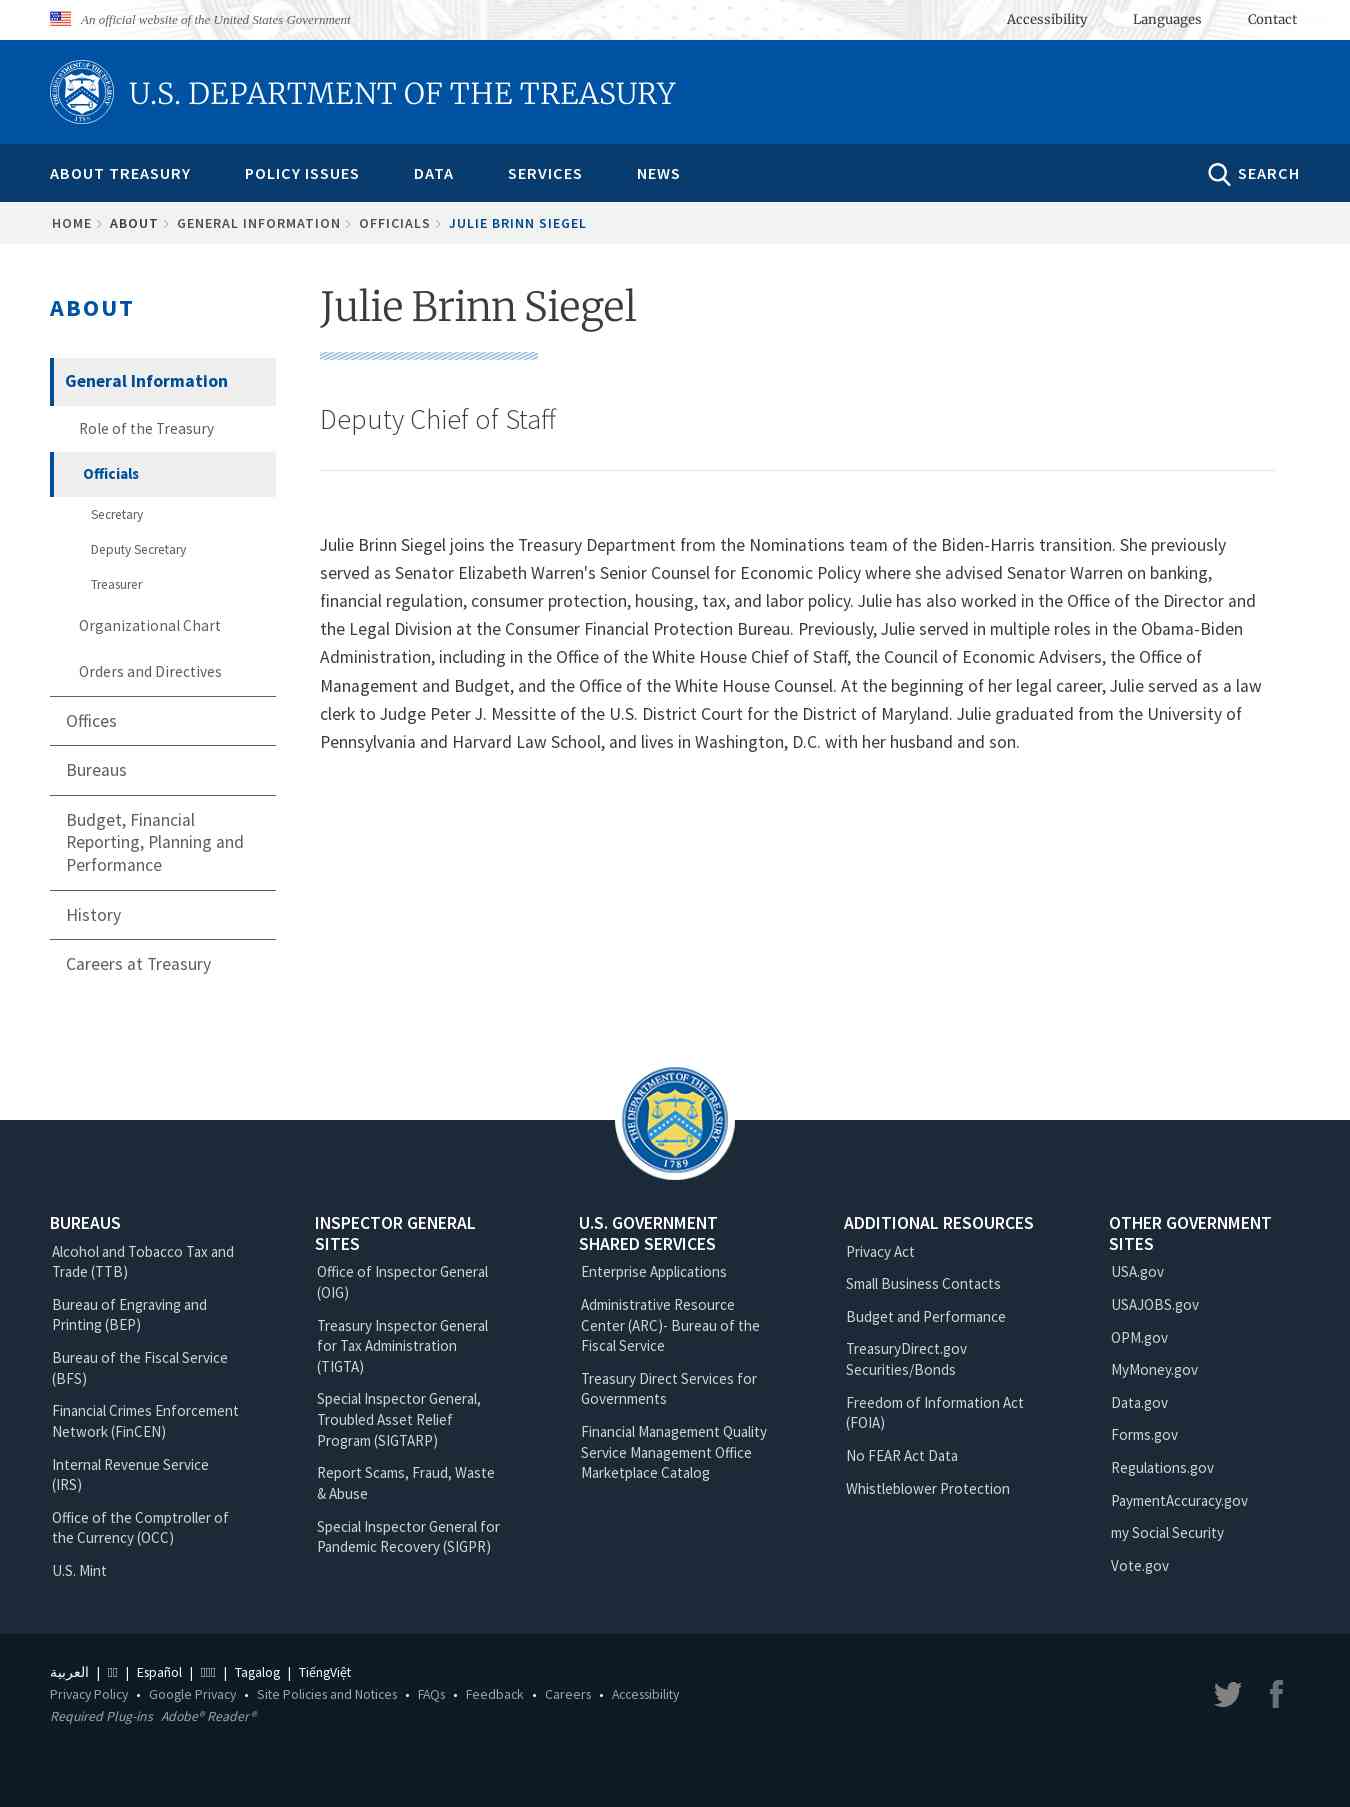 An official website of the United States Government
Accessibility Languages Contact
U.S. DEPARTMENT OF THE TREASURY
ABOUT TREASURY POLICY ISSUES DATA SERVICES NEWS SEARCH
HOME ABOUT GENERAL INFORMATION OFFICIALS JULIE BRINN SIEGEL
ABOUT
General Information
Role of the Treasury
Officials
Secretary
Deputy Secretary
Treasurer
Organizational Chart
Orders and Directives
Offices
Bureaus
Budget, Financial
Reporting, Planning and
Performance
History
Careers at Treasury
Julie Brinn Siegel
Deputy Chief of Staff
Julie Brinn Siegel joins the Treasury Department from the Nominations team of the Biden-Harris transition. She previously
served as Senator Elizabeth Warren's Senior Counsel for Economic Policy where she advised Senator Warren on banking,
financial regulation, consumer protection, housing, tax, and labor policy. Julie has also worked in the Office of the Director and
the Legal Division at the Consumer Financial Protection Bureau. Previously, Julie served in multiple roles in the Obama-Biden
Administration, including in the Office of the White House Chief of Staff, the Council of Economic Advisers, the Office of
Management and Budget, and the Office of the White House Counsel. At the beginning of her legal career, Julie served as a law
clerk to Judge Peter J. Messitte of the U.S. District Court for the District of Maryland. Julie graduated from the University of
Pennsylvania and Harvard Law School, and lives in Washington, D.C. with her husband and son.
THE DEPARTMENT OF THE TREASURY
1789
BUREAUS
Alcohol and Tobacco Tax and
Trade (TTB)
Bureau of Engraving and
Printing (BEP)
Bureau of the Fiscal Service
(BFS)
Financial Crimes Enforcement
Network (FinCEN)
Internal Revenue Service
(IRS)
Office of the Comptroller of
the Currency (OCC)
U.S. Mint
INSPECTOR GENERAL
SITES
Office of Inspector General
(OIG)
Treasury Inspector General
for Tax Administration
(TIGTA)
Special Inspector General,
Troubled Asset Relief
Program (SIGTARP)
Report Scams, Fraud, Waste
& Abuse
Special Inspector General for
Pandemic Recovery (SIGPR)
U.S. GOVERNMENT
SHARED SERVICES
Enterprise Applications
Administrative Resource
Center (ARC)- Bureau of the
Fiscal Service
Treasury Direct Services for
Governments
Financial Management Quality
Service Management Office
Marketplace Catalog
ADDITIONAL RESOURCES
Privacy Act
Small Business Contacts
Budget and Performance
TreasuryDirect.gov
Securities/Bonds
Freedom of Information Act
(FOIA)
No FEAR Act Data
Whistleblower Protection
OTHER GOVERNMENT
SITES
USA.gov
USAJOBS.gov
OPM.gov
MyMoney.gov
Data.gov
Forms.gov
Regulations.gov
PaymentAccuracy.gov
my Social Security
Vote.gov
العربية | | Español | | Tagalog | TiếngViệt
Privacy Policy • Google Privacy • Site Policies and Notices • FAQs • Feedback • Careers • Accessibility
Required Plug-ins Adobe® Reader®